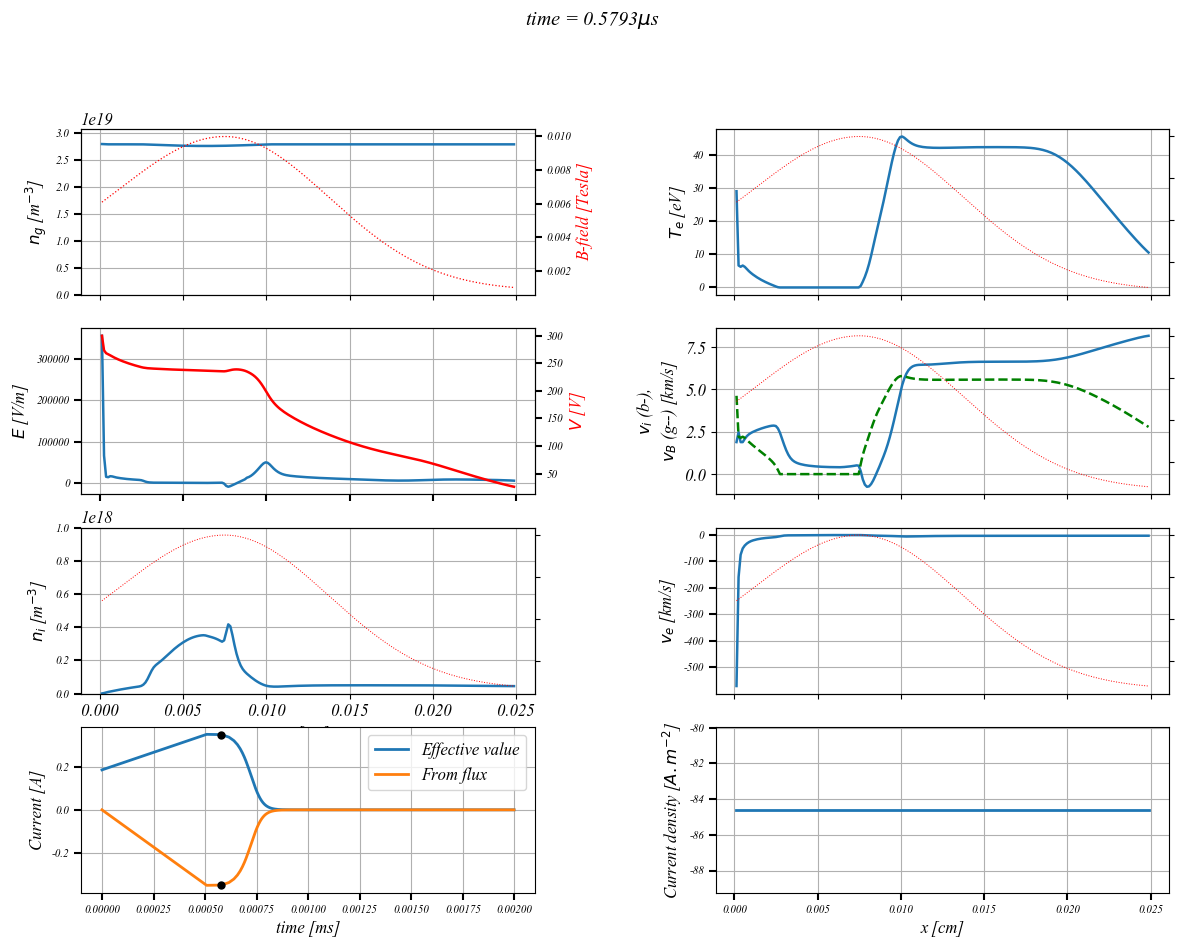 time = 0.5793μs
1e19
n_g [m^{-3}]
3.0
2.5
2.0
1.5
1.0
0.5
0.0
0.010
0.008
0.006
0.004
0.002
B-field [Tesla]
T_e [eV]
40
30
20
10
0
E [V/m]
300000
200000
100000
0
300
250
200
150
100
50
V [V]
v_i (b-),
v_B (g--) [km/s]
7.5
5.0
2.5
0.0
1e18
n_i [m^{-3}]
1.0
0.8
0.6
0.4
0.2
0.0
0.000 0.005 0.010 0.015 0.020 0.025
v_e [km/s]
0
-100
-200
-300
-400
-500
Current [A]
0.2
0.0
-0.2
Effective value
From flux
0.00000 0.00025 0.00050 0.00075 0.00100 0.00125 0.00150 0.00175 0.00200
time [ms]
Current density [A.m^{-2}]
-80
-82
-84
-86
-88
0.000 0.005 0.010 0.015 0.020 0.025
x [cm]